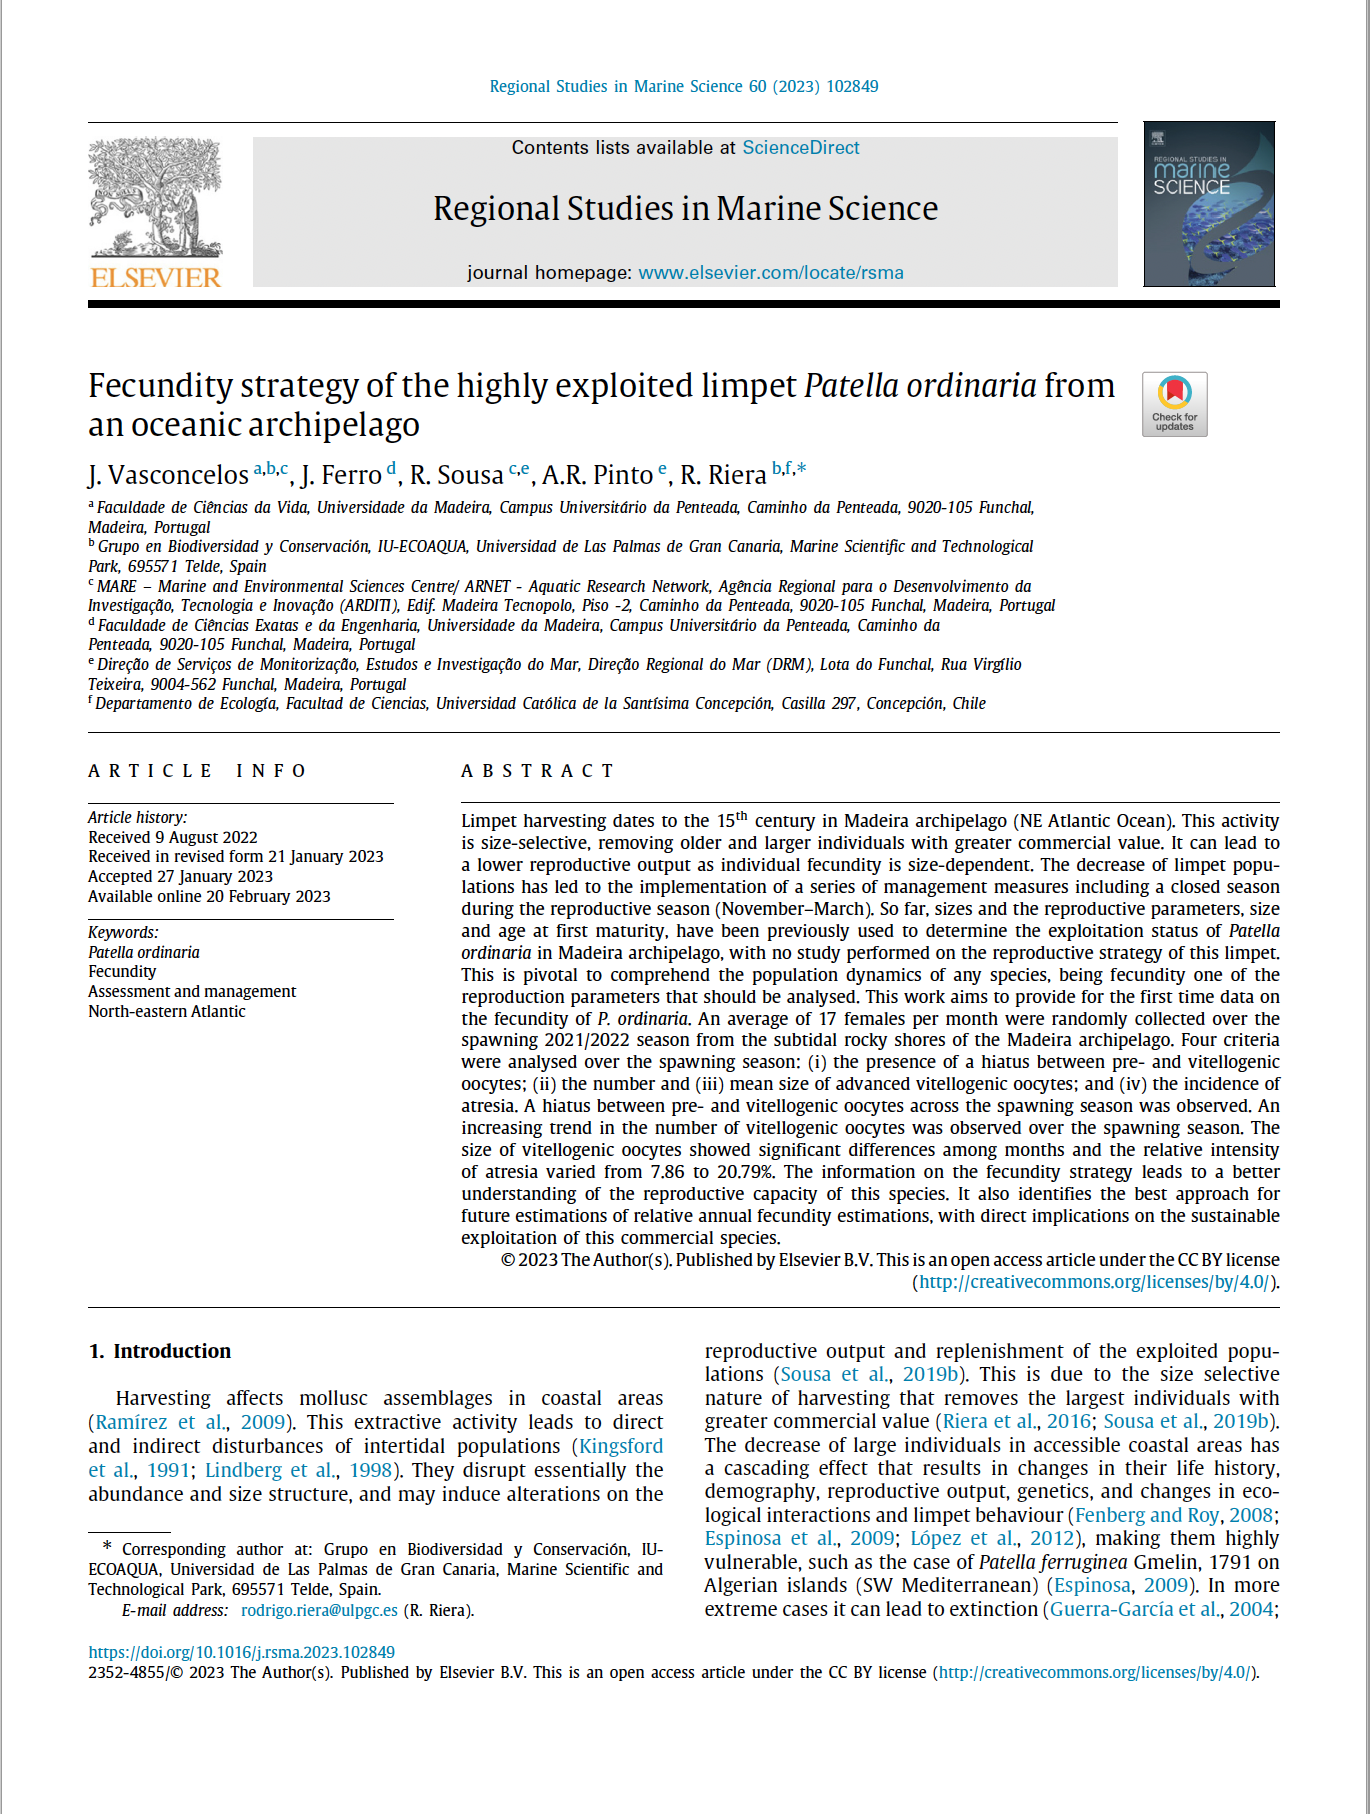 Regional Studies in Marine Science 60 (2023) 102849
Contents lists available at ScienceDirect
Regional Studies in Marine Science
journal homepage: www.elsevier.com/locate/rsma
ELSEVIER
REGIONAL STUDIES IN
marine
SCIENCE
Fecundity strategy of the highly exploited limpet Patella ordinaria from
an oceanic archipelago
Check for
updates
J. Vasconcelos a,b,c, J. Ferro d, R. Sousa c,e, A.R. Pinto e, R. Riera b,f,*
a Faculdade de Ciências da Vida, Universidade da Madeira, Campus Universitário da Penteada, Caminho da Penteada, 9020-105 Funchal,
Madeira, Portugal
b Grupo en Biodiversidad y Conservación, IU-ECOAQUA, Universidad de Las Palmas de Gran Canaria, Marine Scientific and Technological
Park, 695571 Telde, Spain
c MARE – Marine and Environmental Sciences Centre/ ARNET - Aquatic Research Network, Agência Regional para o Desenvolvimento da
Investigação, Tecnologia e Inovação (ARDITI), Edif. Madeira Tecnopolo, Piso -2, Caminho da Penteada, 9020-105 Funchal, Madeira, Portugal
d Faculdade de Ciências Exatas e da Engenharia, Universidade da Madeira, Campus Universitário da Penteada, Caminho da
Penteada, 9020-105 Funchal, Madeira, Portugal
e Direção de Serviços de Monitorização, Estudos e Investigação do Mar, Direção Regional do Mar (DRM), Lota do Funchal, Rua Virgílio
Teixeira, 9004-562 Funchal, Madeira, Portugal
f Departamento de Ecología, Facultad de Ciencias, Universidad Católica de la Santísima Concepción, Casilla 297, Concepción, Chile
ARTICLE INFO
Article history:
Received 9 August 2022
Received in revised form 21 January 2023
Accepted 27 January 2023
Available online 20 February 2023
Keywords:
Patella ordinaria
Fecundity
Assessment and management
North-eastern Atlantic
ABSTRACT
Limpet harvesting dates to the 15th century in Madeira archipelago (NE Atlantic Ocean). This activity
is size-selective, removing older and larger individuals with greater commercial value. It can lead to
a lower reproductive output as individual fecundity is size-dependent. The decrease of limpet popu-
lations has led to the implementation of a series of management measures including a closed season
during the reproductive season (November–March). So far, sizes and the reproductive parameters, size
and age at first maturity, have been previously used to determine the exploitation status of Patella
ordinaria in Madeira archipelago, with no study performed on the reproductive strategy of this limpet.
This is pivotal to comprehend the population dynamics of any species, being fecundity one of the
reproduction parameters that should be analysed. This work aims to provide for the first time data on
the fecundity of P. ordinaria. An average of 17 females per month were randomly collected over the
spawning 2021/2022 season from the subtidal rocky shores of the Madeira archipelago. Four criteria
were analysed over the spawning season: (i) the presence of a hiatus between pre- and vitellogenic
oocytes; (ii) the number and (iii) mean size of advanced vitellogenic oocytes; and (iv) the incidence of
atresia. A hiatus between pre- and vitellogenic oocytes across the spawning season was observed. An
increasing trend in the number of vitellogenic oocytes was observed over the spawning season. The
size of vitellogenic oocytes showed significant differences among months and the relative intensity
of atresia varied from 7.86 to 20.79%. The information on the fecundity strategy leads to a better
understanding of the reproductive capacity of this species. It also identifies the best approach for
future estimations of relative annual fecundity estimations, with direct implications on the sustainable
exploitation of this commercial species.
© 2023 The Author(s). Published by Elsevier B.V. This is an open access article under the CC BY license
(http://creativecommons.org/licenses/by/4.0/).
1. Introduction
Harvesting affects mollusc assemblages in coastal areas
(Ramírez et al., 2009). This extractive activity leads to direct
and indirect disturbances of intertidal populations (Kingsford
et al., 1991; Lindberg et al., 1998). They disrupt essentially the
abundance and size structure, and may induce alterations on the
* Corresponding author at: Grupo en Biodiversidad y Conservación, IU-
ECOAQUA, Universidad de Las Palmas de Gran Canaria, Marine Scientific and
Technological Park, 695571 Telde, Spain.
E-mail address: rodrigo.riera@ulpgc.es (R. Riera).
reproductive output and replenishment of the exploited popu-
lations (Sousa et al., 2019b). This is due to the size selective
nature of harvesting that removes the largest individuals with
greater commercial value (Riera et al., 2016; Sousa et al., 2019b).
The decrease of large individuals in accessible coastal areas has
a cascading effect that results in changes in their life history,
demography, reproductive output, genetics, and changes in eco-
logical interactions and limpet behaviour (Fenberg and Roy, 2008;
Espinosa et al., 2009; López et al., 2012), making them highly
vulnerable, such as the case of Patella ferruginea Gmelin, 1791 on
Algerian islands (SW Mediterranean) (Espinosa, 2009). In more
extreme cases it can lead to extinction (Guerra-García et al., 2004;
https://doi.org/10.1016/j.rsma.2023.102849
2352-4855/© 2023 The Author(s). Published by Elsevier B.V. This is an open access article under the CC BY license (http://creativecommons.org/licenses/by/4.0/).